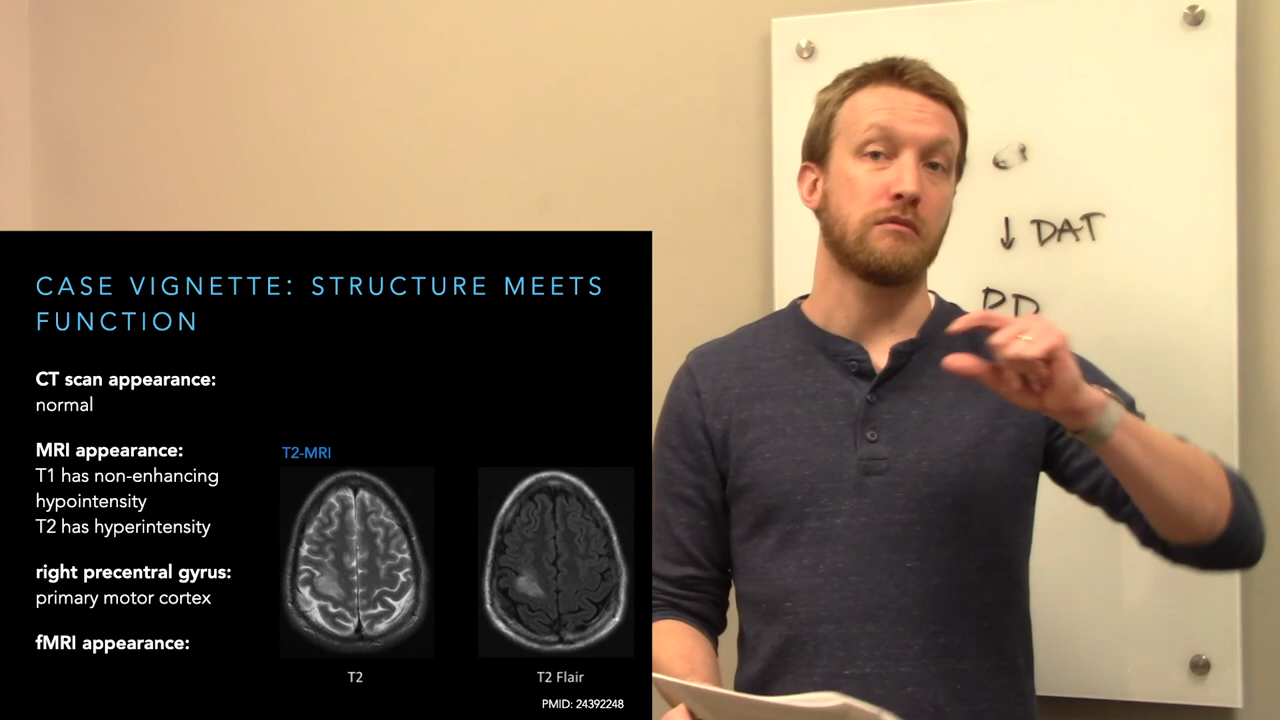 CASE VIGNETTE: STRUCTURE MEETS
FUNCTION
CT scan appearance:
normal
MRI appearance:
T1 has non-enhancing
hypointensity
T2 has hyperintensity
right precentral gyrus:
primary motor cortex
fMRI appearance:
T2-MRI
T2
T2 Flair
PMID: 24392248
↓ DAT